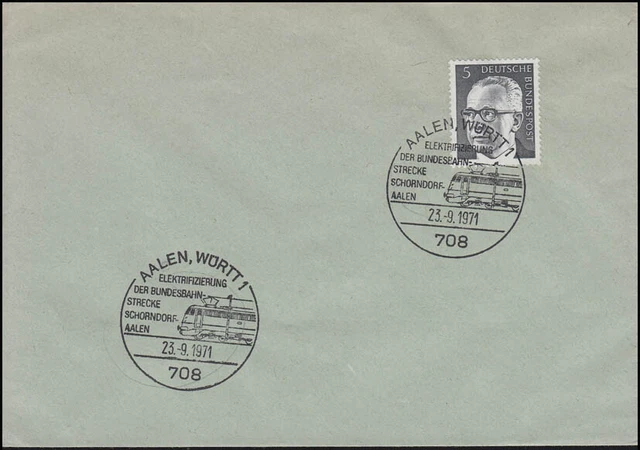 5 DEUTSCHE
BUNDESPOST
AALEN, WÜRTT 1
ELEKTRIFIZIERUNG
DER BUNDESBAHN-
STRECKE
SCHORNDORF-
AALEN
23.-9.1971
708
AALEN, WÜRTT 1
ELEKTRIFIZIERUNG
DER BUNDESBAHN-
STRECKE
SCHORNDORF-
AALEN
23.-9.1971
708